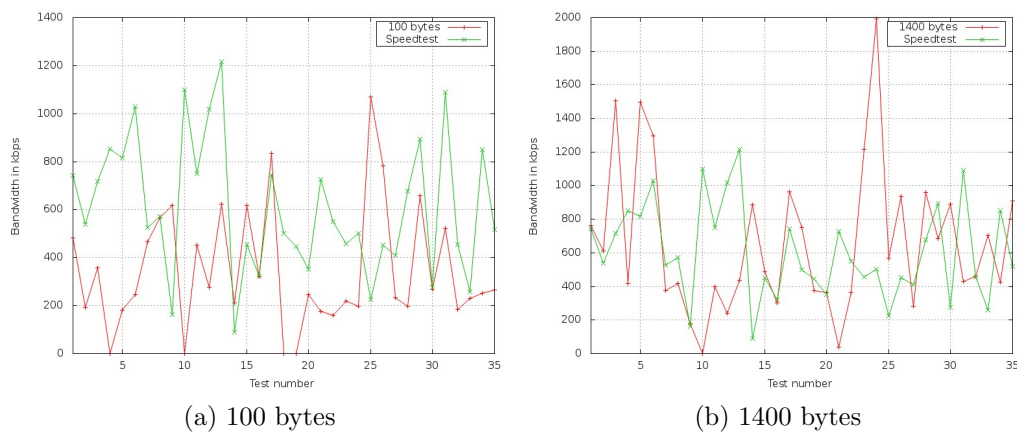 1400
1200
1000
800
600
400
200
0
5 10 15 20 25 30 35
Bandwidth in kbps
Test number
100 bytes
Speedtest
(a) 100 bytes
2000
1800
1600
1400
1200
1000
800
600
400
200
0
5 10 15 20 25 30 35
Bandwidth in kbps
Test number
1400 bytes
Speedtest
(b) 1400 bytes